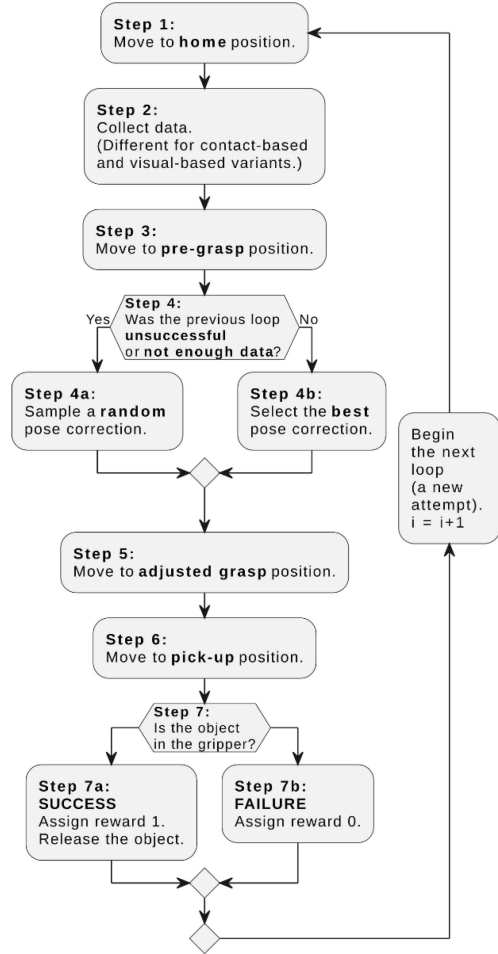 Step 1:
Move to home position.
Step 2:
Collect data.
(Different for contact-based
and visual-based variants.)
Step 3:
Move to pre-grasp position.
Step 4:
Was the previous loop
unsuccessful
or not enough data?
Yes
No
Step 4a:
Sample a random
pose correction.
Step 4b:
Select the best
pose correction.
Step 5:
Move to adjusted grasp position.
Step 6:
Move to pick-up position.
Step 7:
Is the object
in the gripper?
Step 7a:
SUCCESS
Assign reward 1.
Release the object.
Step 7b:
FAILURE
Assign reward 0.
Begin
the next
loop
(a new
attempt).
i = i+1